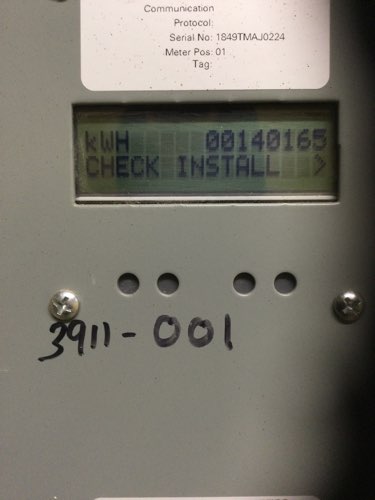 Communication
Protocol:
Serial No: 1849TMAJ0224
Meter Pos: 01
Tag:
kWH 00140165
CHECK INSTALL >
3911-001